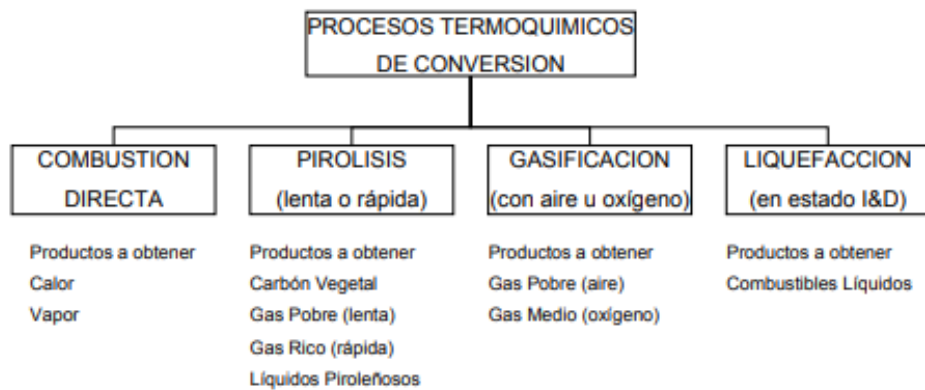 PROCESOS TERMOQUIMICOS
DE CONVERSION
COMBUSTION
DIRECTA
Productos a obtener
Calor
Vapor
PIROLISIS
(lenta o rápida)
Productos a obtener
Carbón Vegetal
Gas Pobre (lenta)
Gas Rico (rápida)
Líquidos Piroleñosos
GASIFICACION
(con aire u oxígeno)
Productos a obtener
Gas Pobre (aire)
Gas Medio (oxígeno)
LIQUEFACCION
(en estado I&D)
Productos a obtener
Combustibles Líquidos